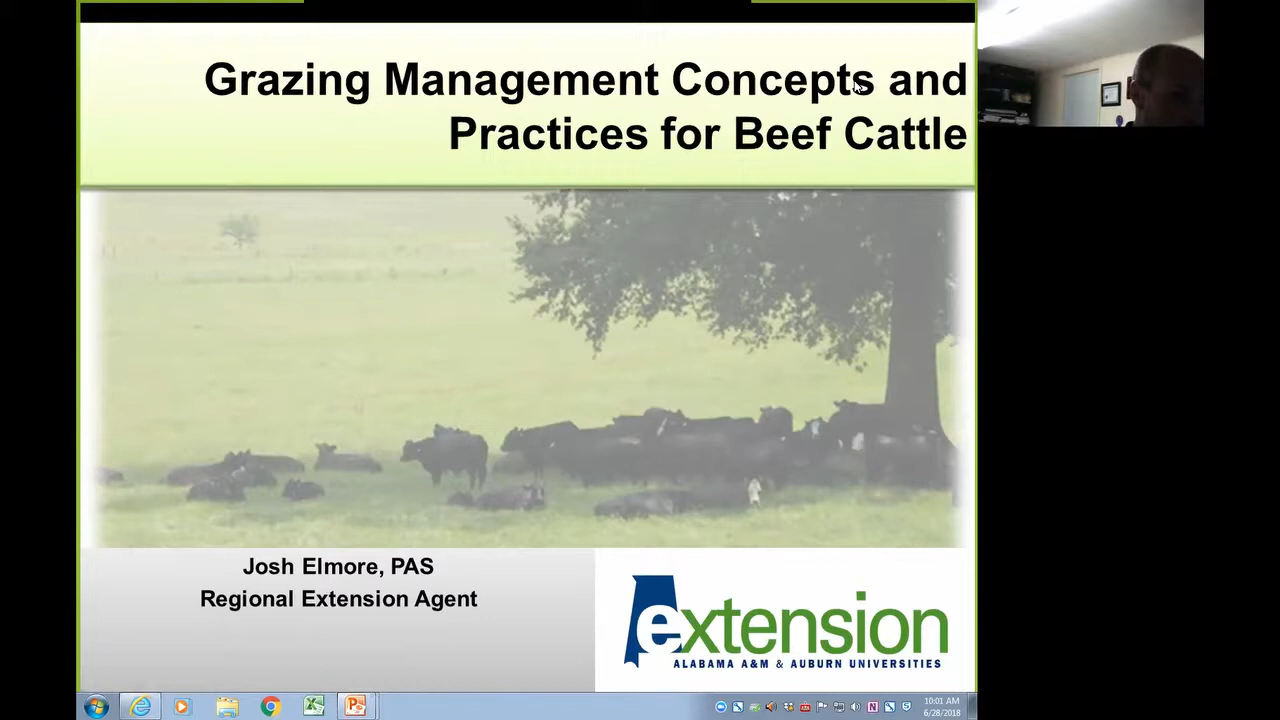 Grazing Management Concepts and
Practices for Beef Cattle
Josh Elmore, PAS
Regional Extension Agent
extension
ALABAMA A&M & AUBURN UNIVERSITIES
10:01 AM
6/28/2018